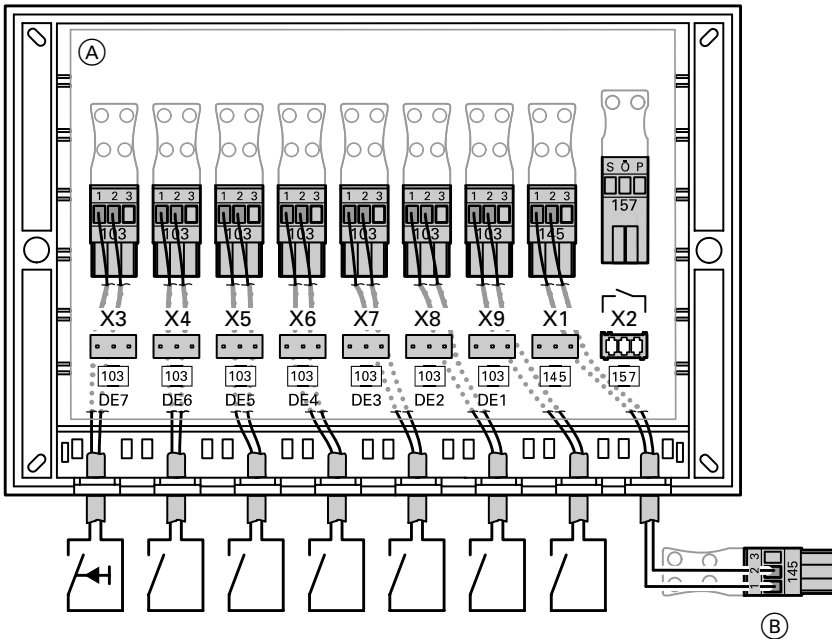 A
1 2 3 1 2 3 1 2 3 1 2 3 1 2 3 1 2 3 1 2 3 1 2 3 S Ö P
103 103 103 103 103 103 103 145 157
X3 X4 X5 X6 X7 X8 X9 X1 X2
103 103 103 103 103 103 103 145 157
DE7 DE6 DE5 DE4 DE3 DE2 DE1
1 2 3
145
B